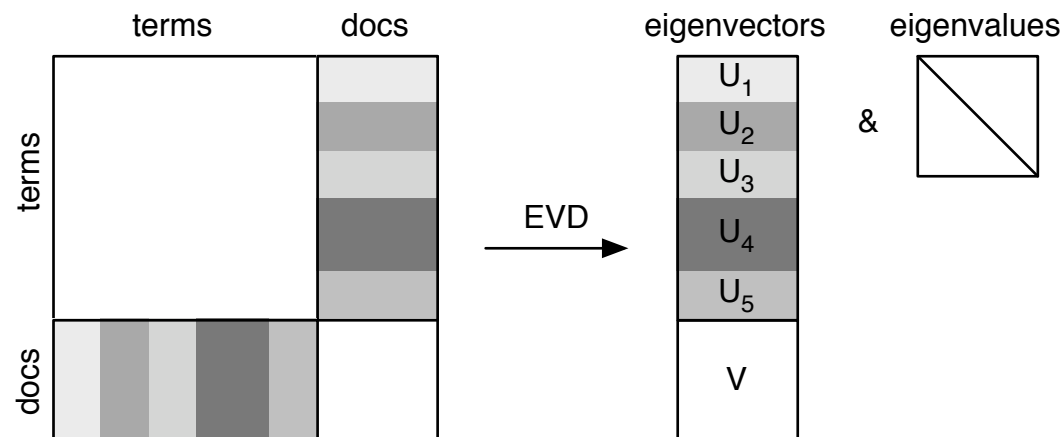 terms docs eigenvectors eigenvalues
terms
docs
EVD
U1
U2
U3
U4
U5
V
&